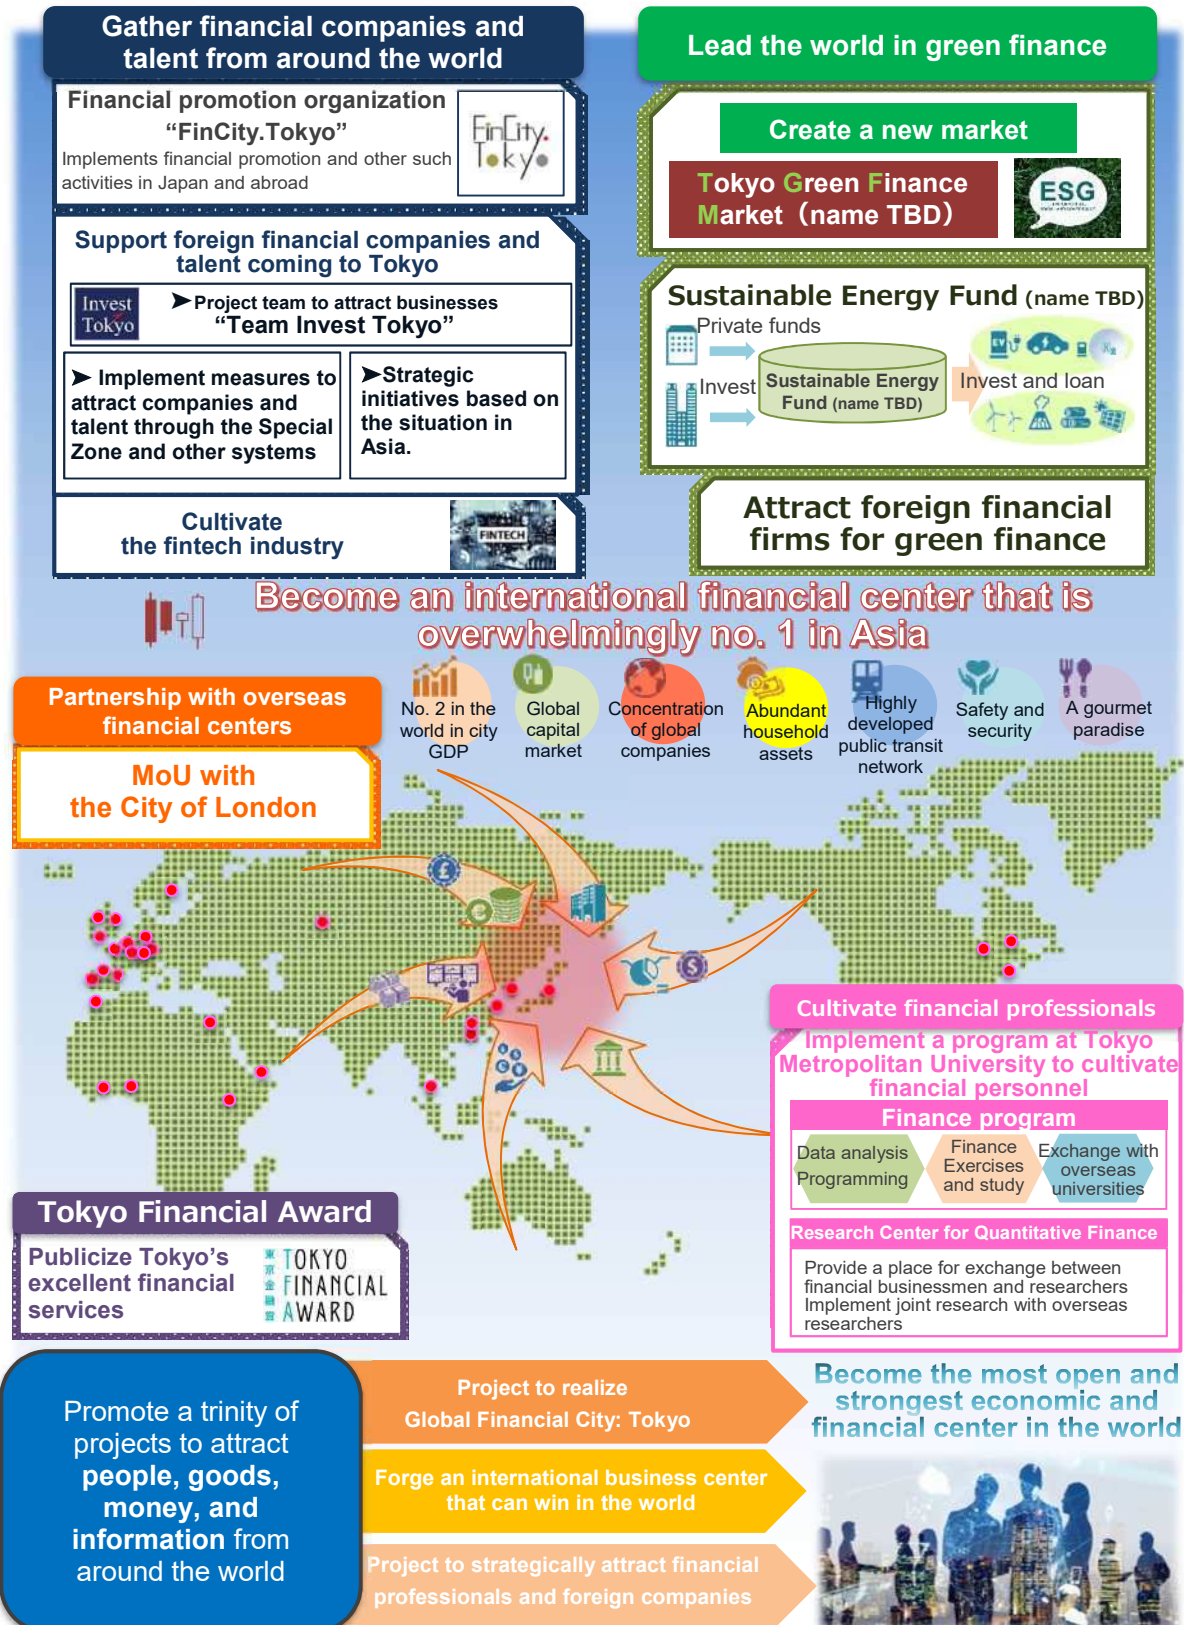 Gather financial companies and
talent from around the world
Financial promotion organization
“FinCity.Tokyo”
Implements financial promotion and other such
activities in Japan and abroad
FinCity.
Tokyo
Support foreign financial companies and
talent coming to Tokyo
Invest
Tokyo
➤Project team to attract businesses
“Team Invest Tokyo”
➤ Implement measures to
attract companies and
talent through the Special
Zone and other systems
➤Strategic
initiatives based on
the situation in
Asia.
Cultivate
the fintech industry
FINTECH
Lead the world in green finance
Create a new market
Tokyo Green Finance
Market（name TBD）
ESG
Sustainable Energy Fund (name TBD)
Private funds
Invest
Sustainable Energy
Fund (name TBD)
EV
H₂
Invest and loan
Attract foreign financial
firms for green finance
Become an international financial center that is
overwhelmingly no. 1 in Asia
Partnership with overseas
financial centers
MoU with
the City of London
No. 2 in the
world in city
GDP
Global
capital
market
Concentration
of global
companies
Abundant
household
assets
Highly
developed
public transit
network
Safety and
security
A gourmet
paradise
£
€
$
Cultivate financial professionals
Implement a program at Tokyo
Metropolitan University to cultivate
financial personnel
Finance program
Data analysis
Programming
Finance
Exercises
and study
Exchange with
overseas
universities
Research Center for Quantitative Finance
Provide a place for exchange between
financial businessmen and researchers
Implement joint research with overseas
researchers
Tokyo Financial Award
Publicize Tokyo’s
excellent financial
services
東京金融賞
TOKYO
FINANCIAL
AWARD
Promote a trinity of
projects to attract
people, goods,
money, and
information from
around the world
Project to realize
Global Financial City: Tokyo
Forge an international business center
that can win in the world
Project to strategically attract financial
professionals and foreign companies
Become the most open and
strongest economic and
financial center in the world